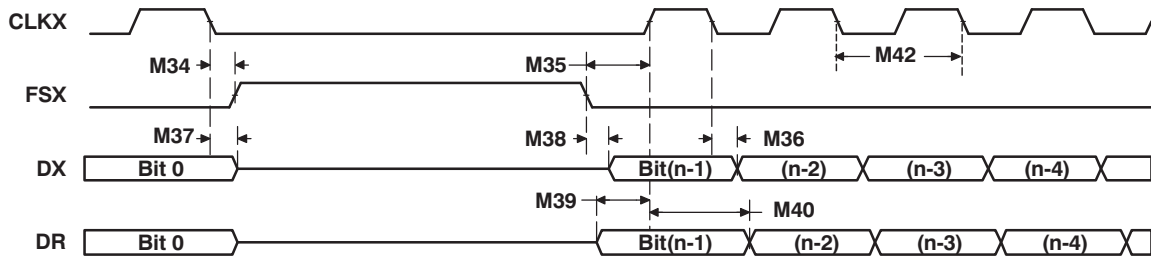 CLKX
M34
M35
M42
FSX
M37
M38
M36
DX
Bit 0
Bit(n-1)
(n-2)
(n-3)
(n-4)
M39
M40
DR
Bit 0
Bit(n-1)
(n-2)
(n-3)
(n-4)